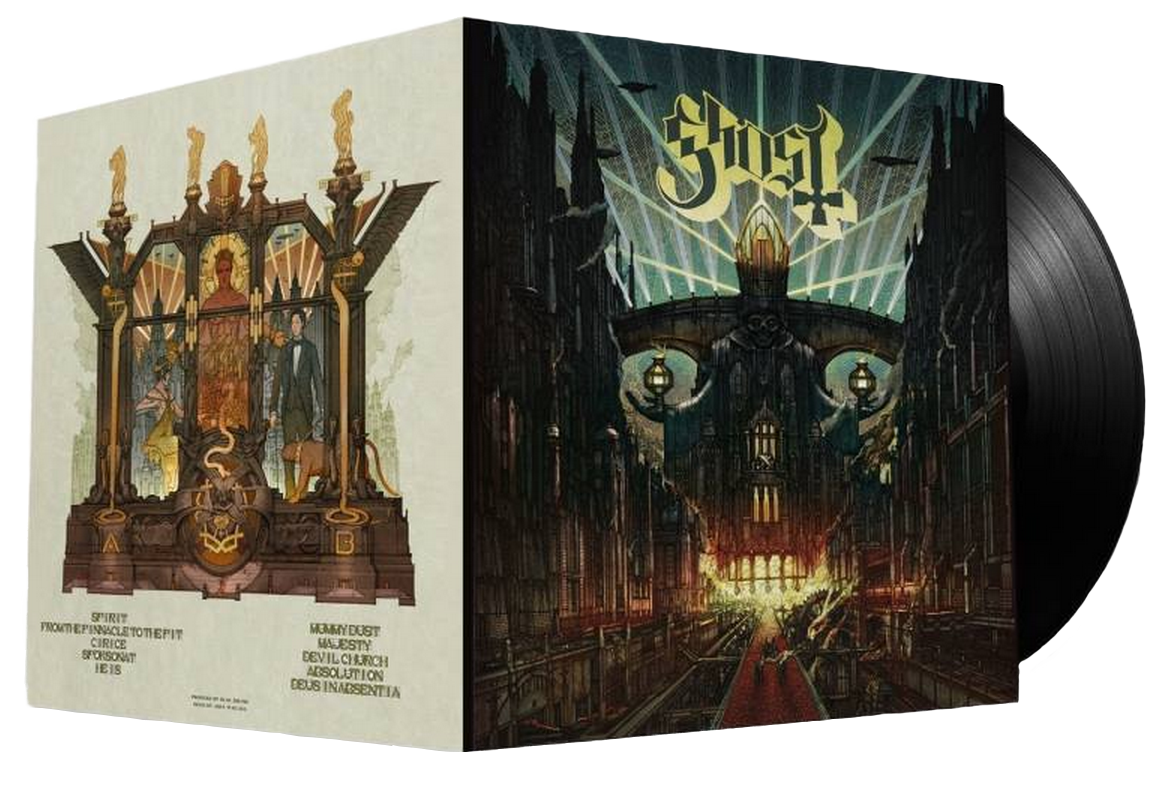 A
B
SPIRIT
FROM THE PINNACLE TO THE PIT
CIRICE
SPÖKSONAT
HE IS
MUMMY DUST
MAJESTY
DEVIL CHURCH
ABSOLUTION
DEUS IN ABSENTIA
Ghost